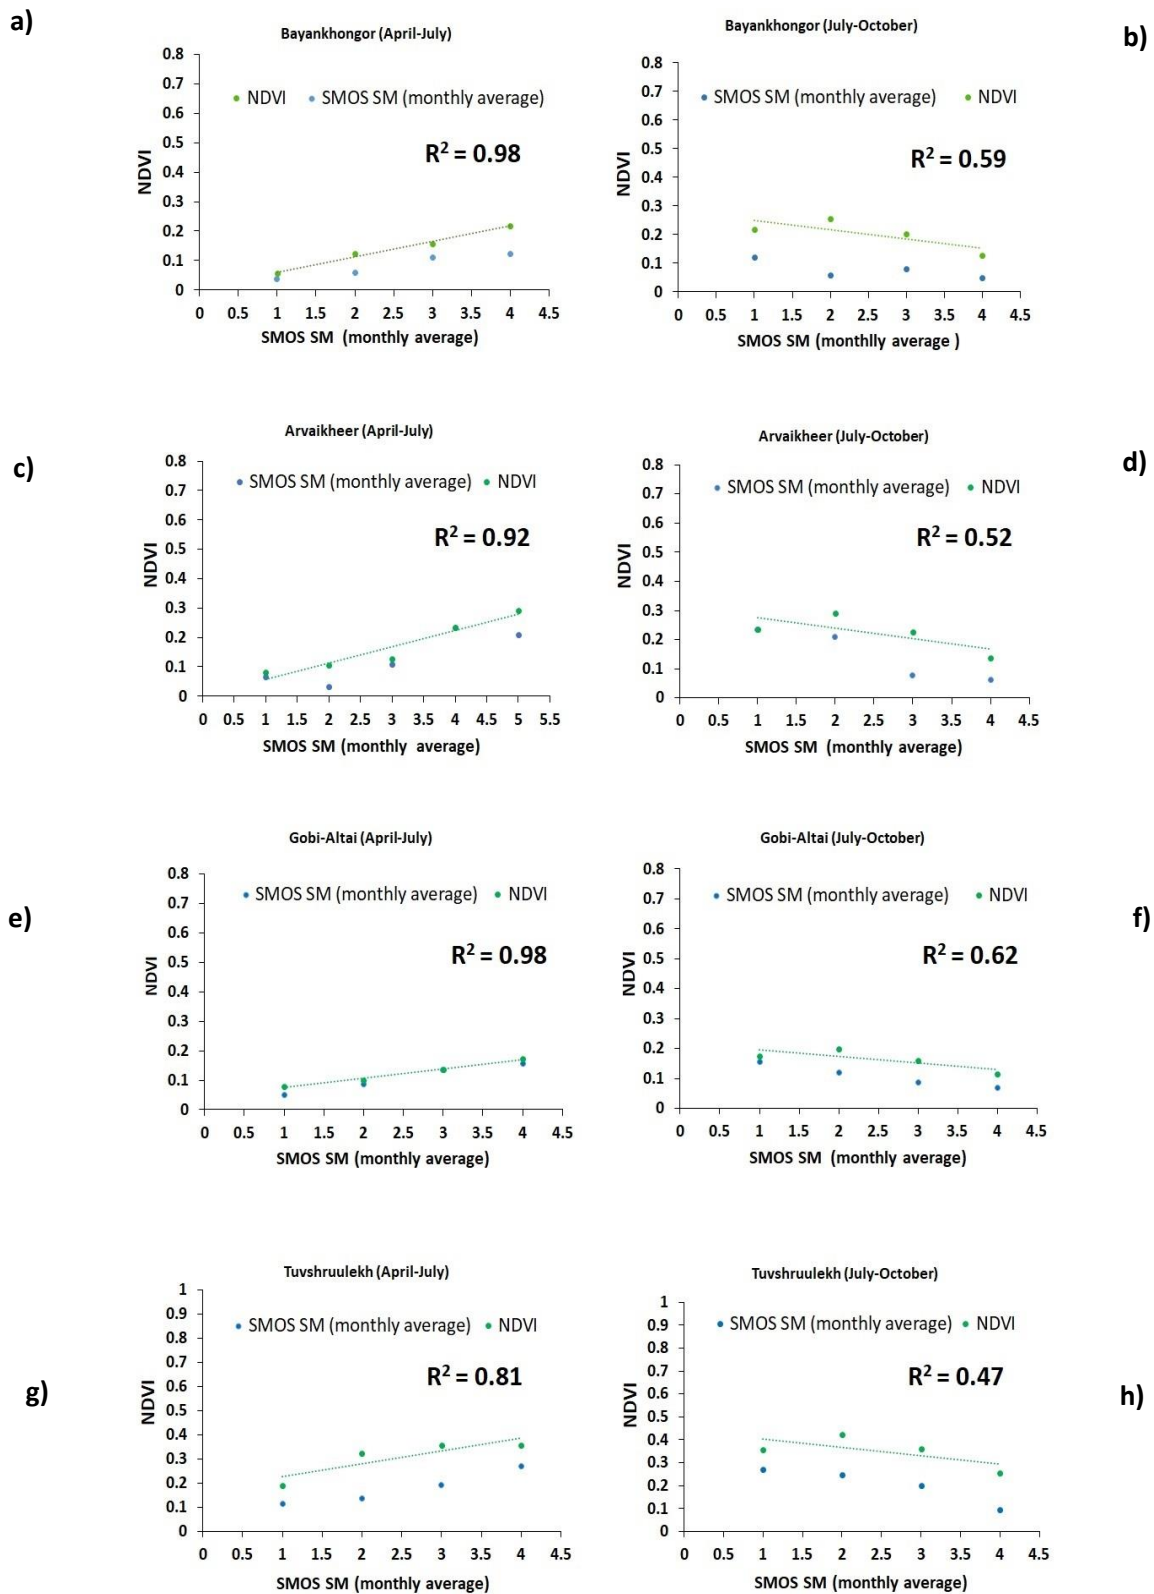 a)
Bayankhongor (April-July)
0.8
0.7
0.6
0.5
0.4
0.3
0.2
0.1
0
NDVI
NDVI SMOS SM (monthly average)
R² = 0.98
0 0.5 1 1.5 2 2.5 3 3.5 4 4.5
SMOS SM (monthly average)
b)
Bayankhongor (July-October)
0.8
0.7
0.6
0.5
0.4
0.3
0.2
0.1
0
NDVI
SMOS SM (monthly average) NDVI
R² = 0.59
0 0.5 1 1.5 2 2.5 3 3.5 4 4.5
SMOS SM (monthlly average )
c)
Arvaikheer (April-July)
0.8
0.7
0.6
0.5
0.4
0.3
0.2
0.1
0
NDVI
SMOS SM (monthly average) NDVI
R² = 0.92
0 0.5 1 1.5 2 2.5 3 3.5 4 4.5 5 5.5
SMOS SM (monthly average)
d)
Arvaikheer (July-October)
0.8
0.7
0.6
0.5
0.4
0.3
0.2
0.1
0
NDVI
SMOS SM (monthly average) NDVI
R² = 0.52
0 0.5 1 1.5 2 2.5 3 3.5 4 4.5
SMOS SM (monthly average)
e)
Gobi-Altai (April-July)
0.8
0.7
0.6
0.5
0.4
0.3
0.2
0.1
0
NDVI
SMOS SM (monthly average) NDVI
R² = 0.98
0 0.5 1 1.5 2 2.5 3 3.5 4 4.5
SMOS SM (monthly average)
f)
Gobi-Altai (July-October)
0.8
0.7
0.6
0.5
0.4
0.3
0.2
0.1
0
NDVI
SMOS SM (monthly average) NDVI
R² = 0.62
0 0.5 1 1.5 2 2.5 3 3.5 4 4.5
SMOS SM (monthly average)
g)
Tuvshruulekh (April-July)
1
0.9
0.8
0.7
0.6
0.5
0.4
0.3
0.2
0.1
0
NDVI
SMOS SM (monthly average) NDVI
R² = 0.81
0 0.5 1 1.5 2 2.5 3 3.5 4 4.5
SMOS SM (monthly average)
h)
Tuvshruulekh (July-October)
1
0.9
0.8
0.7
0.6
0.5
0.4
0.3
0.2
0.1
0
NDVI
SMOS SM (monthly average) NDVI
R² = 0.47
0 0.5 1 1.5 2 2.5 3 3.5 4 4.5
SMOS SM (monthly average)